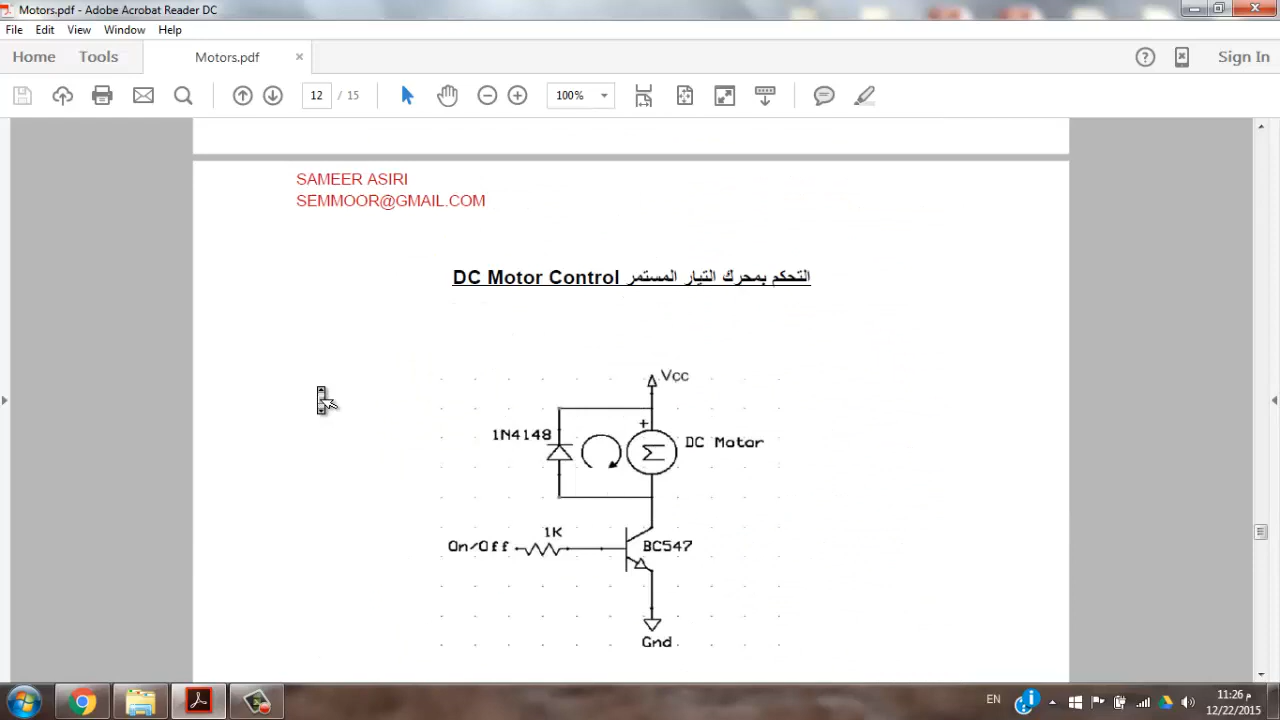 Motors.pdf - Adobe Acrobat Reader DC
File Edit View Window Help
Home Tools Motors.pdf × Sign In
12 / 15 100%
SAMEER ASIRI
SEMMOOR@GMAIL.COM
DC Motor Control التحكم بمحرك التيار المستمر
Vcc
1N4148
+
DC Motor
1K
On/Off
BC547
Gnd
EN
11:26 م
12/22/2015